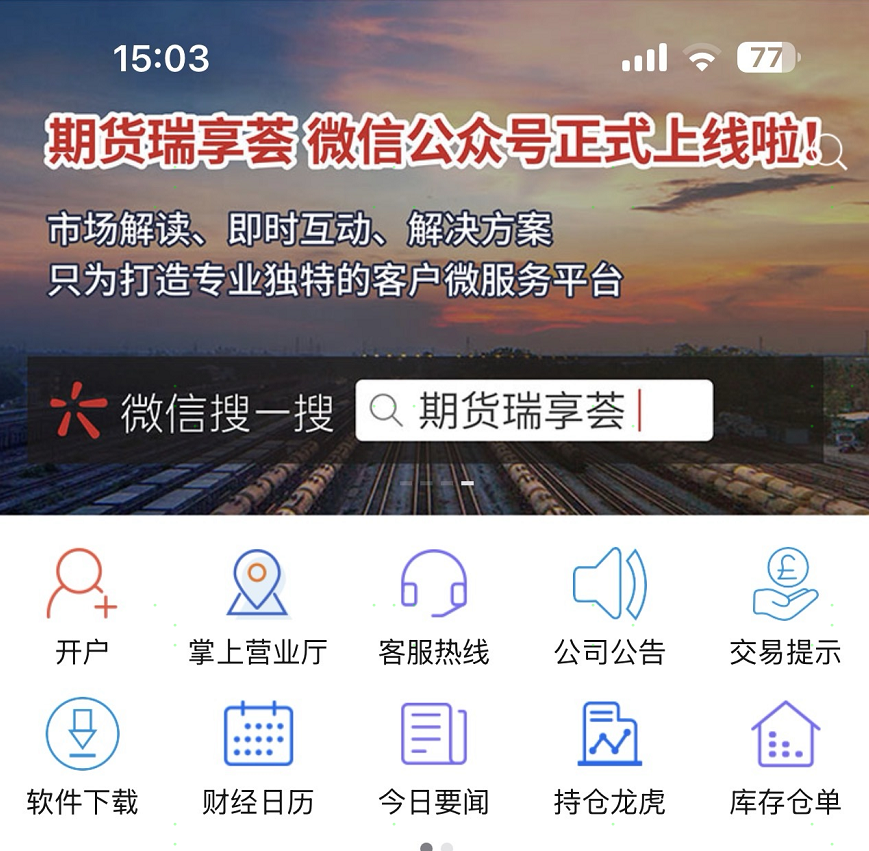 15:03 77
期货瑞享荟 微信公众号正式上线啦!
市场解读、即时互动、解决方案
只为打造专业独特的客户微服务平台
微信搜一搜 期货瑞享荟
开户 掌上营业厅 客服热线 公司公告 交易提示
软件下载 财经日历 今日要闻 持仓龙虎 库存仓单